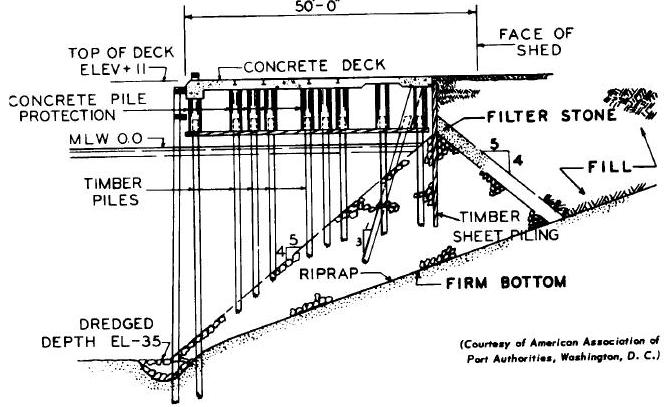 50'-0"
FACE OF
SHED
TOP OF DECK
ELEV+ 11
CONCRETE DECK
CONCRETE PILE
PROTECTION
FILTER STONE
MLW 0.0
5
4
FILL
TIMBER
PILES
TIMBER
SHEET PILING
5
4
3
RIPRAP
FIRM BOTTOM
DREDGED
DEPTH EL-35
(Courtesy of American Association of
Port Authorities, Washington, D. C.)